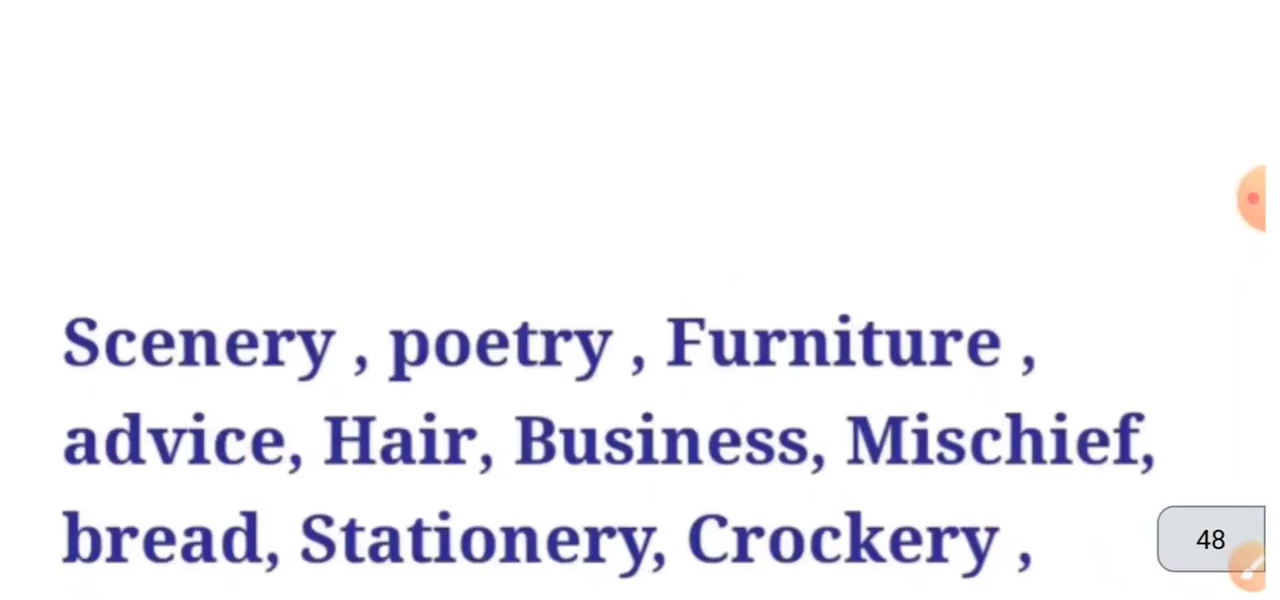 Scenery , poetry , Furniture ,
advice, Hair, Business, Mischief,
bread, Stationery, Crockery ,
48